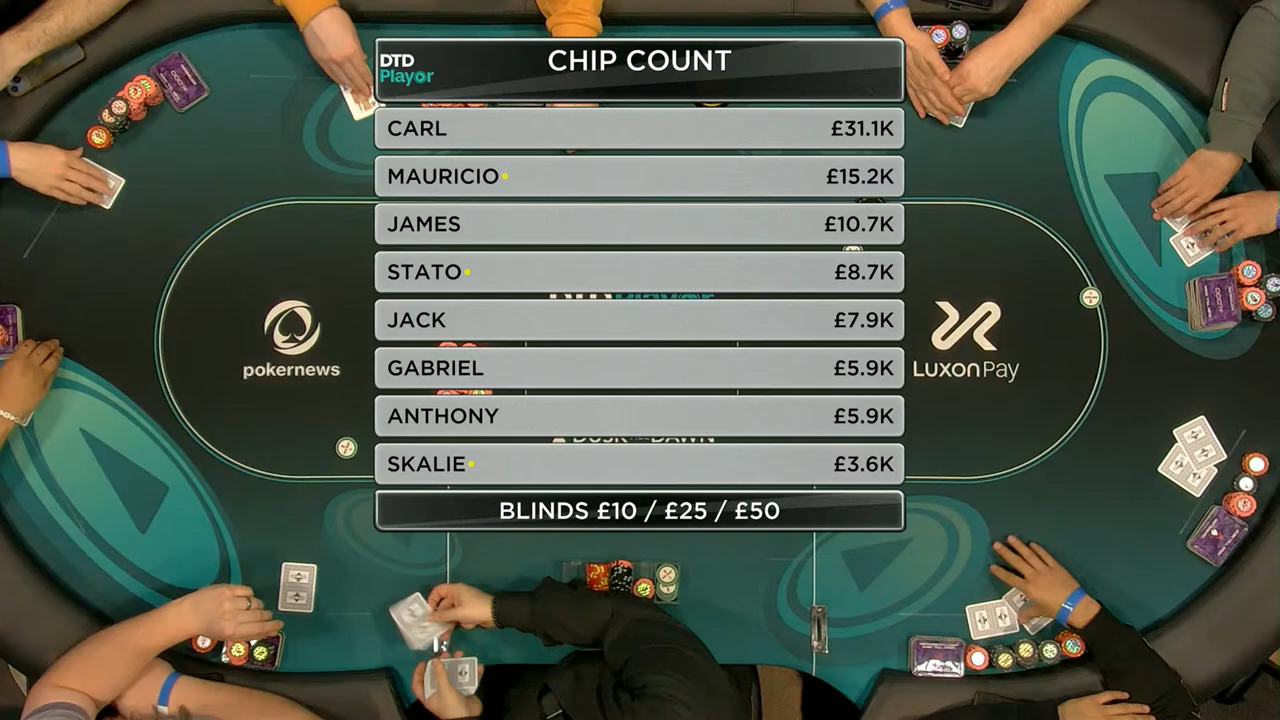 DTD
Player
CHIP COUNT
CARL £31.1K
MAURICIO £15.2K
JAMES £10.7K
STATO £8.7K
JACK £7.9K
GABRIEL £5.9K
ANTHONY £5.9K
SKALIE £3.6K
BLINDS £10 / £25 / £50
pokernews
LuxonPay